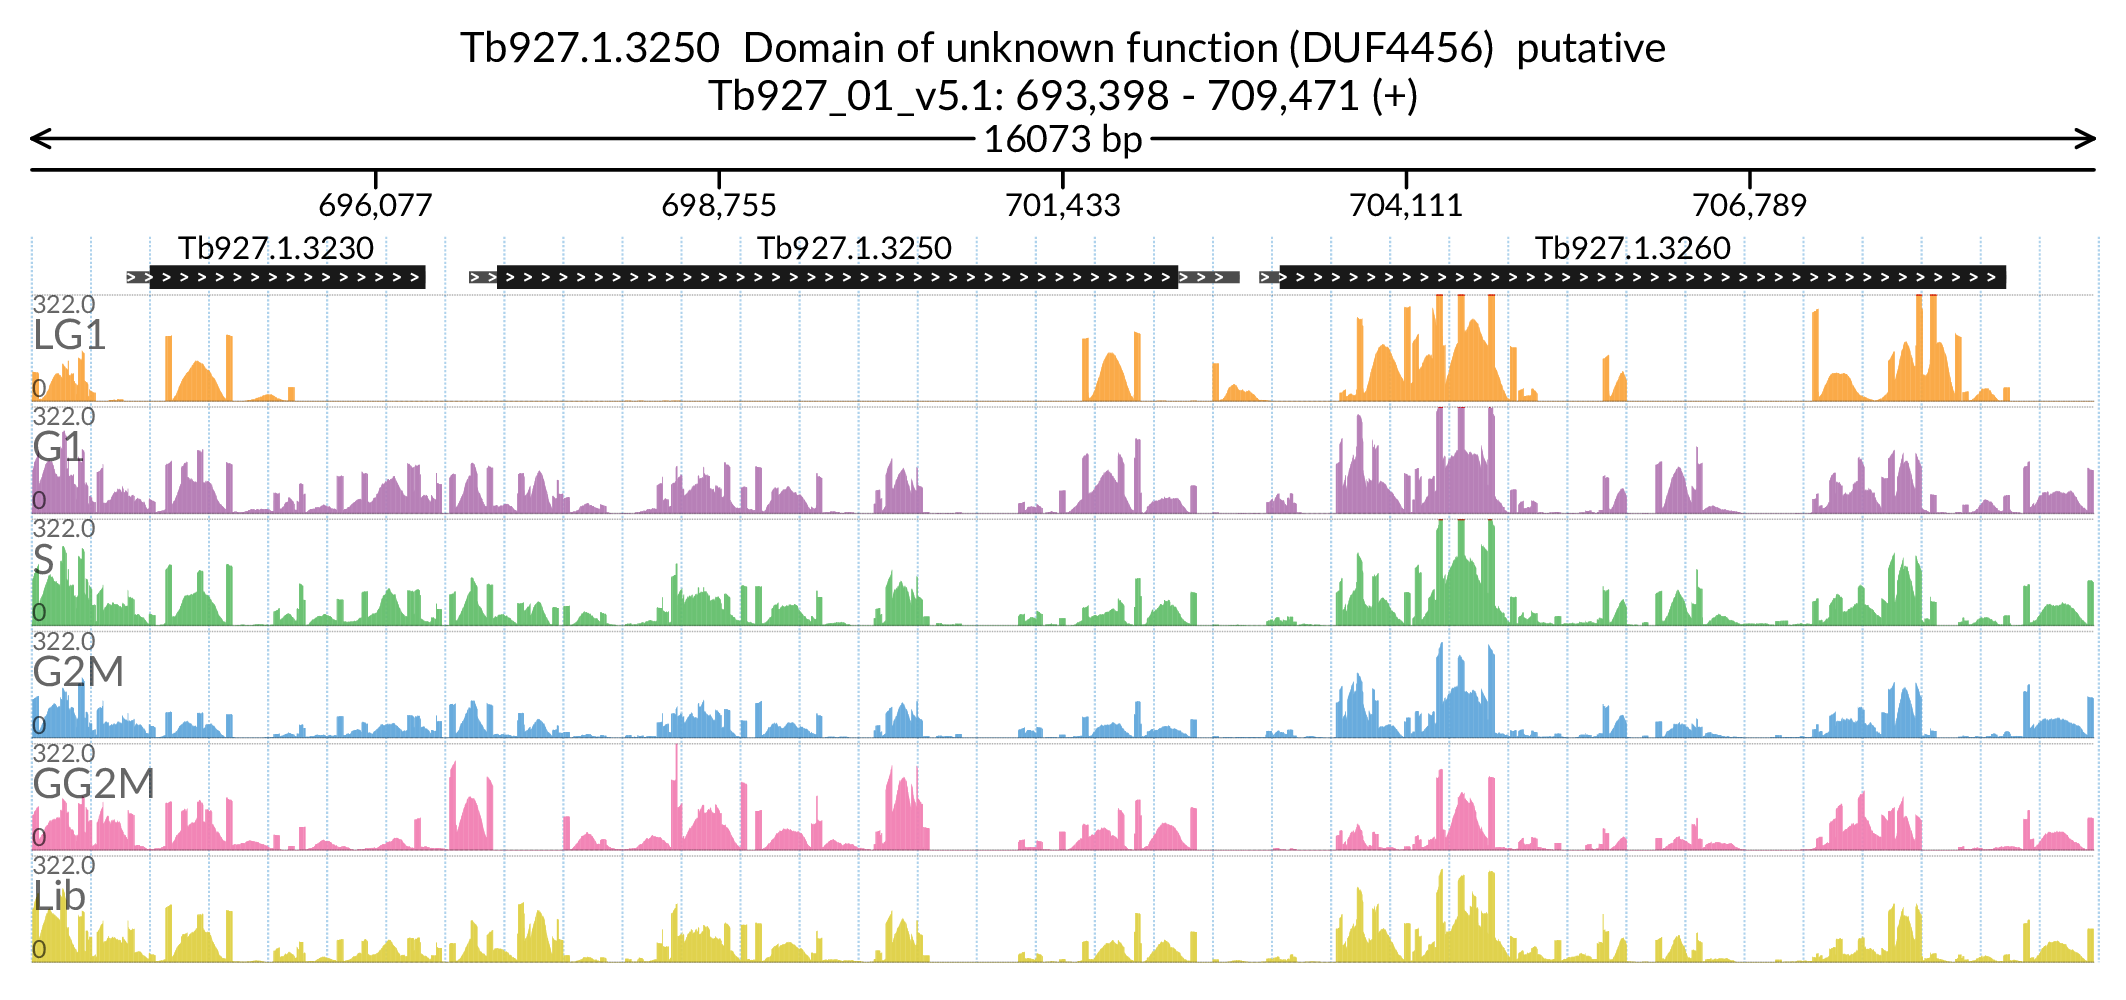 Tb927.1.3250 Domain of unknown function (DUF4456) putative
Tb927_01_v5.1: 693,398 - 709,471 (+)
16073 bp
696,077 698,755 701,433 704,111 706,789
Tb927.1.3230 Tb927.1.3250 Tb927.1.3260
322.0
LG1
0
322.0
G1
0
322.0
S
0
322.0
G2M
0
322.0
GG2M
0
322.0
Lib
0